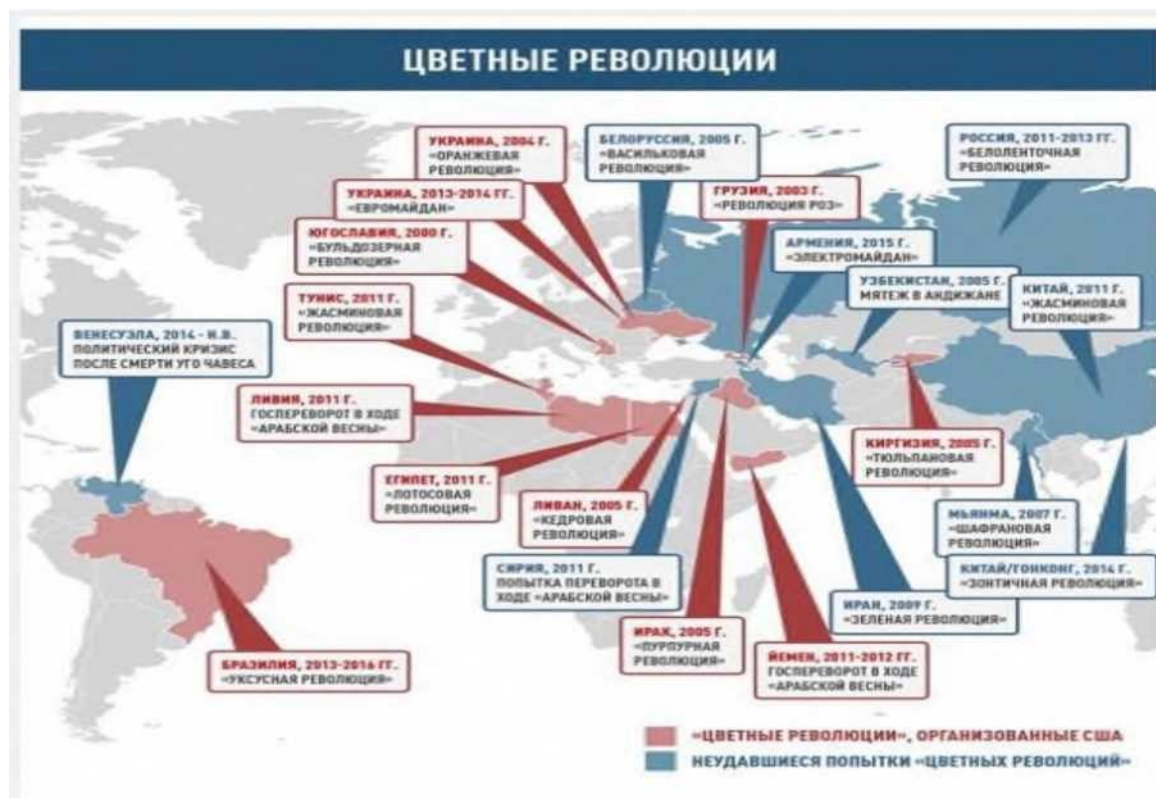 ЦВЕТНЫЕ РЕВОЛЮЦИИ
УКРАИНА, 2004 Г.
«ОРАНЖЕВАЯ
РЕВОЛЮЦИЯ»
БЕЛОРУССИЯ, 2005 Г.
«ВАСИЛЬКОВАЯ
РЕВОЛЮЦИЯ»
РОССИЯ, 2011-2013 ГГ.
«БЕЛОЛЕНТОЧНАЯ
РЕВОЛЮЦИЯ»
УКРАИНА, 2013-2014 ГГ.
«ЕВРОМАЙДАН»
ГРУЗИЯ, 2003 Г.
«РЕВОЛЮЦИЯ РОЗ»
ЮГОСЛАВИЯ, 2000 Г.
«БУЛЬДОЗЕРНАЯ
РЕВОЛЮЦИЯ»
АРМЕНИЯ, 2015 Г.
«ЭЛЕКТРОМАЙДАН»
УЗБЕКИСТАН, 2005 Г.
МЯТЕЖ В АНДИЖАНЕ
КИТАЙ, 2011 Г.
«ЖАСМИНОВАЯ
РЕВОЛЮЦИЯ»
ТУНИС, 2011 Г.
«ЖАСМИНОВАЯ
РЕВОЛЮЦИЯ»
ВЕНЕСУЭЛА, 2014 - Н.В.
ПОЛИТИЧЕСКИЙ КРИЗИС
ПОСЛЕ СМЕРТИ УГО ЧАВЕСА
ЛИВИЯ, 2011 Г.
ГОСПЕРЕВОРОТ В ХОДЕ
«АРАБСКОЙ ВЕСНЫ»
КИРГИЗИЯ, 2005 Г.
«ТЮЛЬПАНОВАЯ
РЕВОЛЮЦИЯ»
ЕГИПЕТ, 2011 Г.
«ЛОТОСОВАЯ
РЕВОЛЮЦИЯ»
ЛИВАН, 2005 Г.
«КЕДРОВАЯ
РЕВОЛЮЦИЯ»
МЬЯНМА, 2007 Г.
«ШАФРАНОВАЯ
РЕВОЛЮЦИЯ»
СИРИЯ, 2011 Г.
ПОПЫТКА ПЕРЕВОРОТА В
ХОДЕ «АРАБСКОЙ ВЕСНЫ»
КИТАЙ/ГОНКОНГ, 2014 Г.
«ЗОНТИЧНАЯ РЕВОЛЮЦИЯ»
ИРАН, 2009 Г.
«ЗЕЛЕНАЯ РЕВОЛЮЦИЯ»
ИРАК, 2005 Г.
«ПУРПУРНАЯ
РЕВОЛЮЦИЯ»
ЙЕМЕН, 2011-2012 ГГ.
ГОСПЕРЕВОРОТ В ХОДЕ
«АРАБСКОЙ ВЕСНЫ»
БРАЗИЛИЯ, 2013-2016 ГГ.
«УКСУСНАЯ РЕВОЛЮЦИЯ»
«ЦВЕТНЫЕ РЕВОЛЮЦИИ», ОРГАНИЗОВАННЫЕ США
НЕУДАВШИЕСЯ ПОПЫТКИ «ЦВЕТНЫХ РЕВОЛЮЦИЙ»